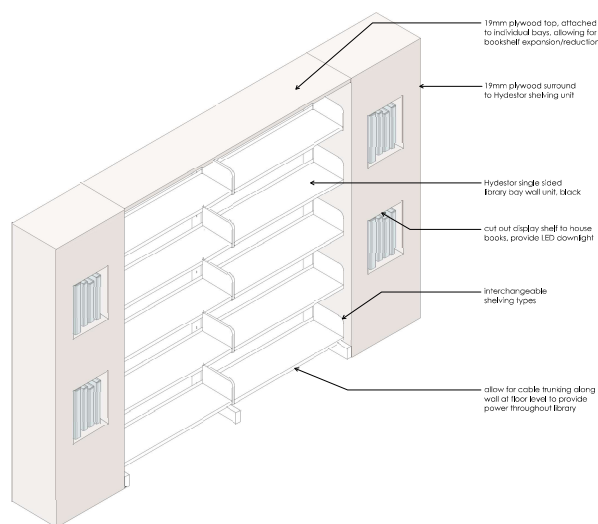 19mm plywood top, attached
to individual bays, allowing for
bookshelf expansion/reduction
19mm plywood surround
to Hydestor shelving unit
Hydestor single sided
library bay wall unit, black
cut out display shelf to house
books, provide LED downlight
interchangeable
shelving types
allow for cable trunking along
wall at floor level to provide
power throughout library